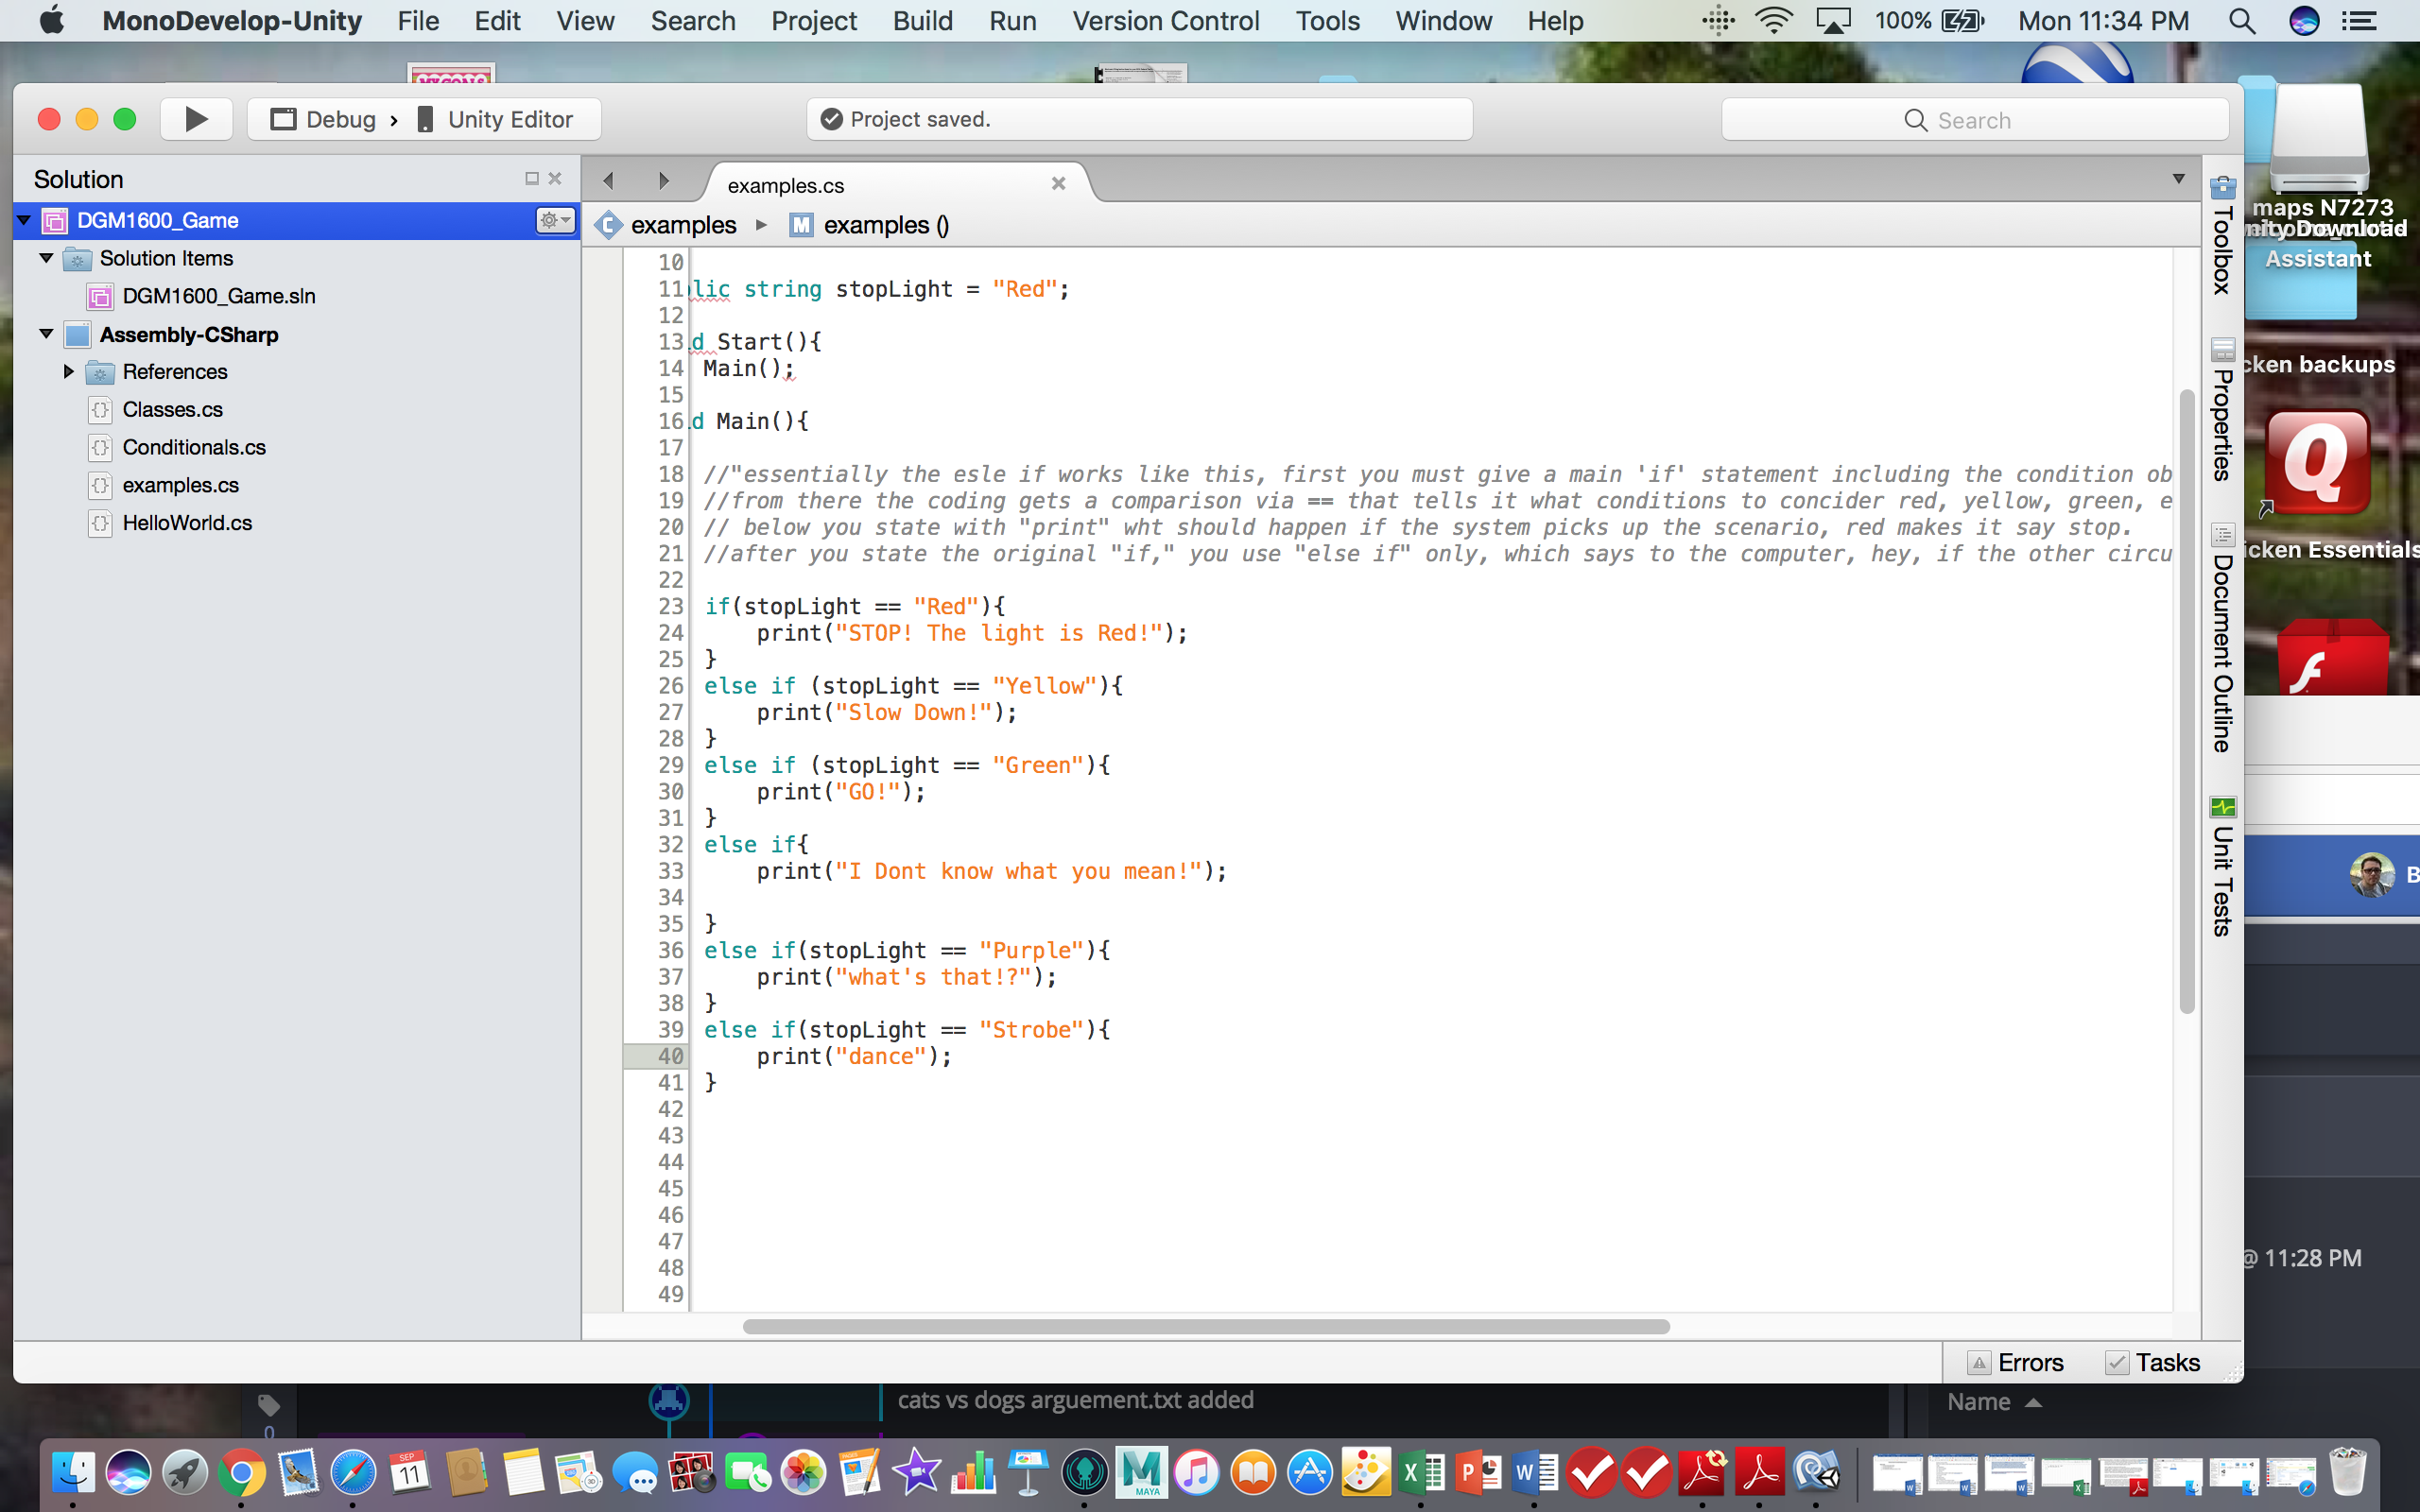 MonoDevelop-Unity File Edit View Search Project Build Run Version Control Tools Window Help 100% Mon 11:34 PM
Debug › Unity Editor
Project saved.
Search
Solution
DGM1600_Game
Solution Items
DGM1600_Game.sln
Assembly-CSharp
References
Classes.cs
Conditionals.cs
examples.cs
HelloWorld.cs
examples.cs
examples examples ()
10
11 lic string stopLight = "Red";
12
13 d Start(){
14 Main();
15
16 d Main(){
17
18 //"essentially the esle if works like this, first you must give a main 'if' statement including the condition ob
19 //from there the coding gets a comparison via == that tells it what conditions to concider red, yellow, green, e
20 // below you state with "print" wht should happen if the system picks up the scenario, red makes it say stop.
21 //after you state the original "if," you use "else if" only, which says to the computer, hey, if the other circu
22
23 if(stopLight == "Red"){
24 print("STOP! The light is Red!");
25 }
26 else if (stopLight == "Yellow"){
27 print("Slow Down!");
28 }
29 else if (stopLight == "Green"){
30 print("GO!");
31 }
32 else if{
33 print("I Dont know what you mean!");
34
35 }
36 else if(stopLight == "Purple"){
37 print("what's that!?");
38 }
39 else if(stopLight == "Strobe"){
40 print("dance");
41 }
42
43
44
45
46
47
48
49
Toolbox
Properties
Document Outline
Unit Tests
Errors Tasks
maps N7273
Download
Assistant
cken backups
Q
icken Essentials
B
@ 11:28 PM
0
cats vs dogs arguement.txt added
Name
SEP
11
MAYA